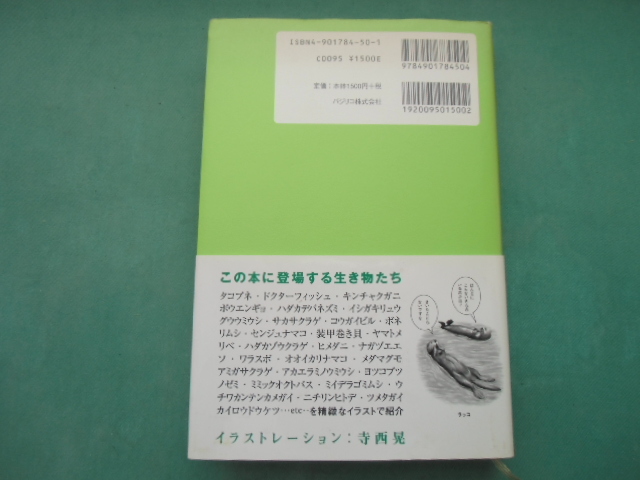 ISBN4-901784-50-1
C0095 ¥1500E
定価:本体1500円+税
バジリコ株式会社
9784901784504
1920095015002
この本に登場する生き物たち
タコブネ・ドクターフィッシュ・キンチャクガニ
ボウエンギョ・ハダカデバネズミ・イシガキリュウ
グウウミウシ・サカサクラゲ・コウガイビル・ボネ
リムシ・センジュナマコ・装甲巻き貝・ヤマトメ
リベ・ハダカゾウクラゲ・ヒメダニ・ナガヅエエ
ソ・ワラスボ・オオイカリナマコ・メダマグモ
アミガサクラゲ・アカエラミノウミウシ・ヨツコブツ
ノゼミ・ミミックオクトパス・ミイデラゴミムシ・ウ
チワカンテンカメガイ・ニチリンヒトデ・ツメタガイ
カイロウドウケツ…etc…を精緻なイラストで紹介
ラッコ
イラストレーション:寺西晃